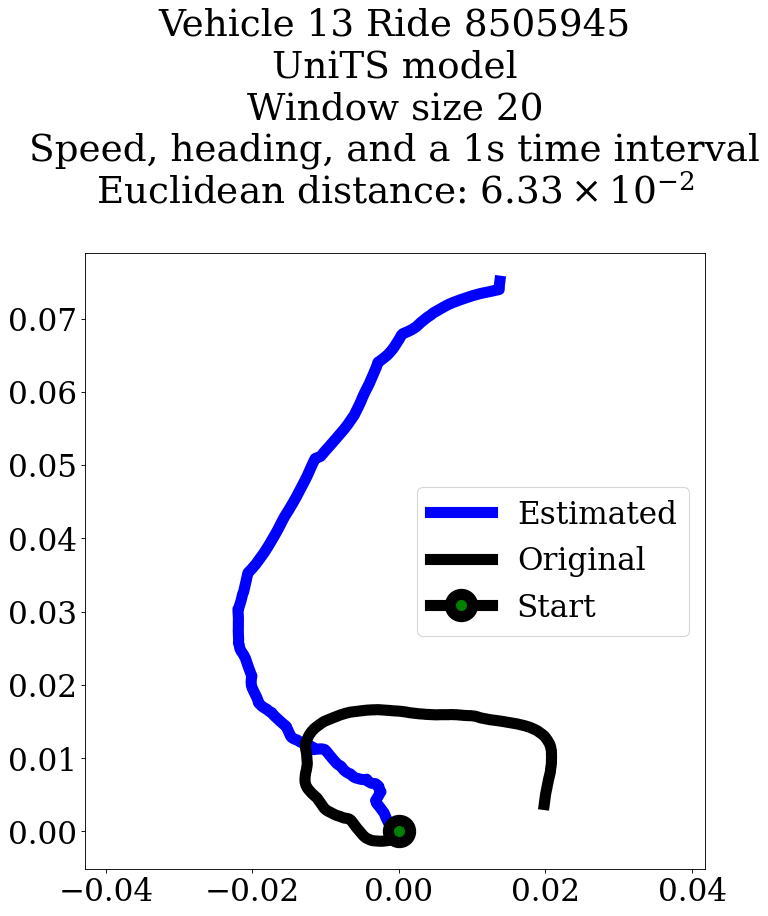 Vehicle 13 Ride 8505945
UniTS model
Window size 20
Speed, heading, and a 1s time interval
Euclidean distance: 6.33 × 10⁻²
0.07
0.06
0.05
0.04
0.03
0.02
0.01
0.00
Estimated
Original
Start
−0.04 −0.02 0.00 0.02 0.04